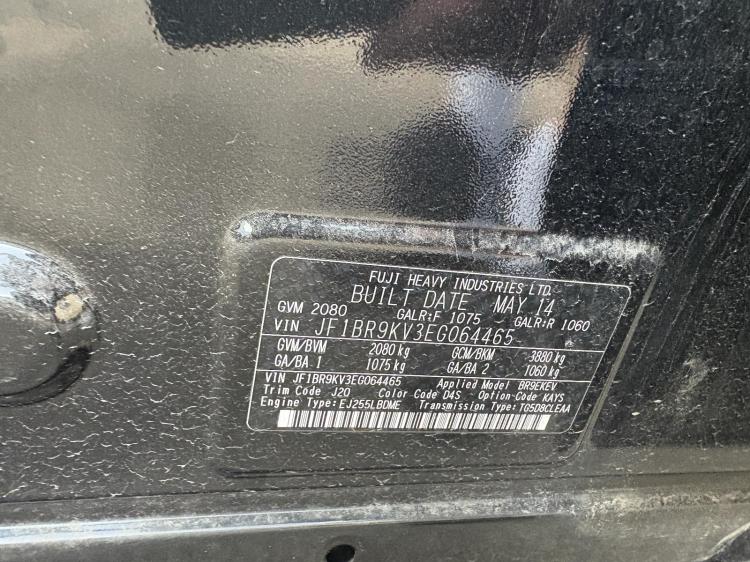 FUJI HEAVY INDUSTRIES LTD.
BUILT DATE MAY 14
GVM 2080 GALR:F 1075 GALR:R 1060
VIN JF1BR9KV3EG064465
GVM/BVM 2080 kg GCM/BKM 3880 kg
GA/BA 1 1075 kg GA/BA 2 1060 kg
VIN JF1BR9KV3EG064465 Applied Model BR9EKEV
Trim Code J20 Color Code D4S Option-Code KAYS
Engine Type:EJ255LBDME Transmission Type:TG5D8CLEAA